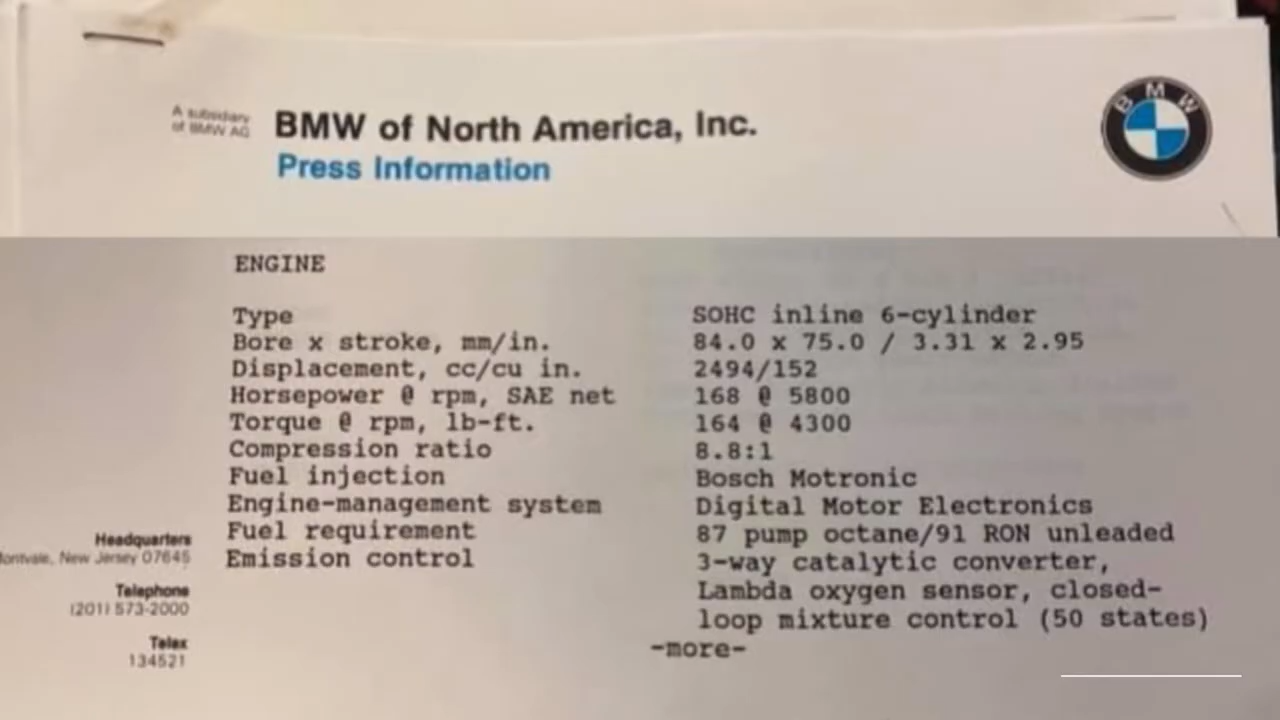 A subsidiary
of BMW AG
BMW of North America, Inc.
Press Information
BMW
ENGINE
Type SOHC inline 6-cylinder
Bore x stroke, mm/in. 84.0 x 75.0 / 3.31 x 2.95
Displacement, cc/cu in. 2494/152
Horsepower @ rpm, SAE net 168 @ 5800
Torque @ rpm, lb-ft. 164 @ 4300
Compression ratio 8.8:1
Fuel injection Bosch Motronic
Engine-management system Digital Motor Electronics
Fuel requirement 87 pump octane/91 RON unleaded
Emission control 3-way catalytic converter,
Lambda oxygen sensor, closed-
loop mixture control (50 states)
-more-
Headquarters
ontvale, New Jersey 07645
Telephone
(201) 573-2000
Telex
134521